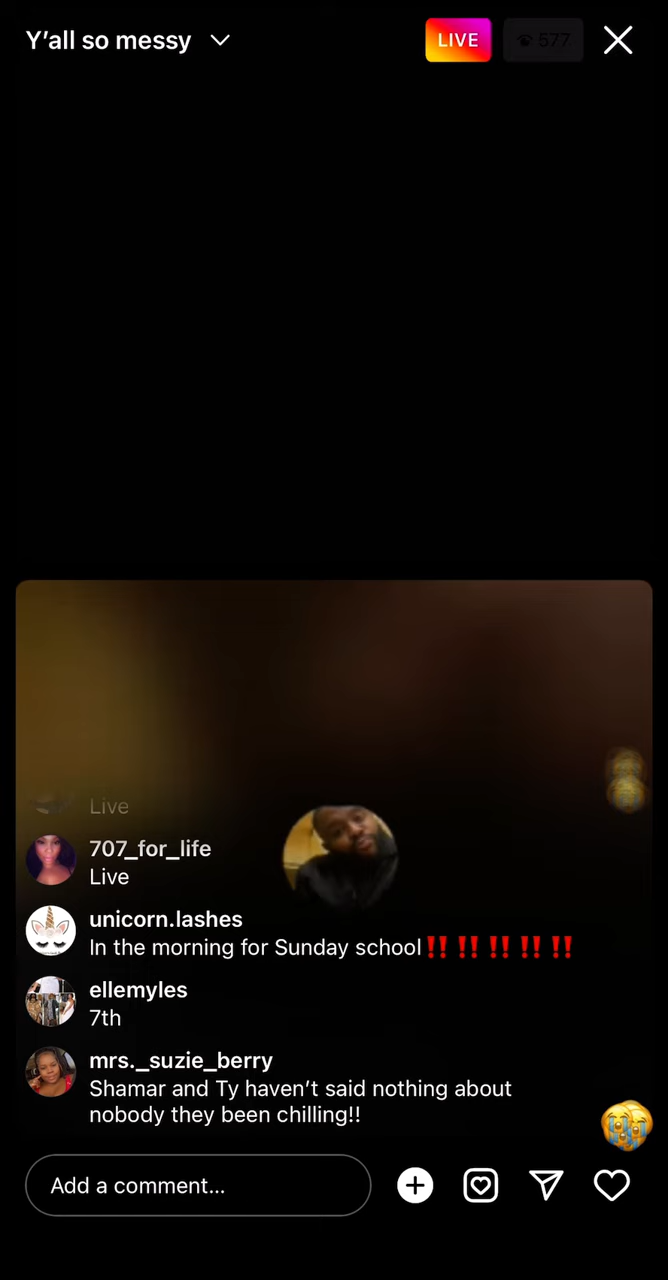 Y’all so messy
LIVE
577
Live
707_for_life
Live
unicorn.lashes
In the morning for Sunday school‼️ ‼️ ‼️ ‼️ ‼️
ellemyles
7th
mrs._suzie_berry
Shamar and Ty haven’t said nothing about
nobody they been chilling!!
Add a comment...